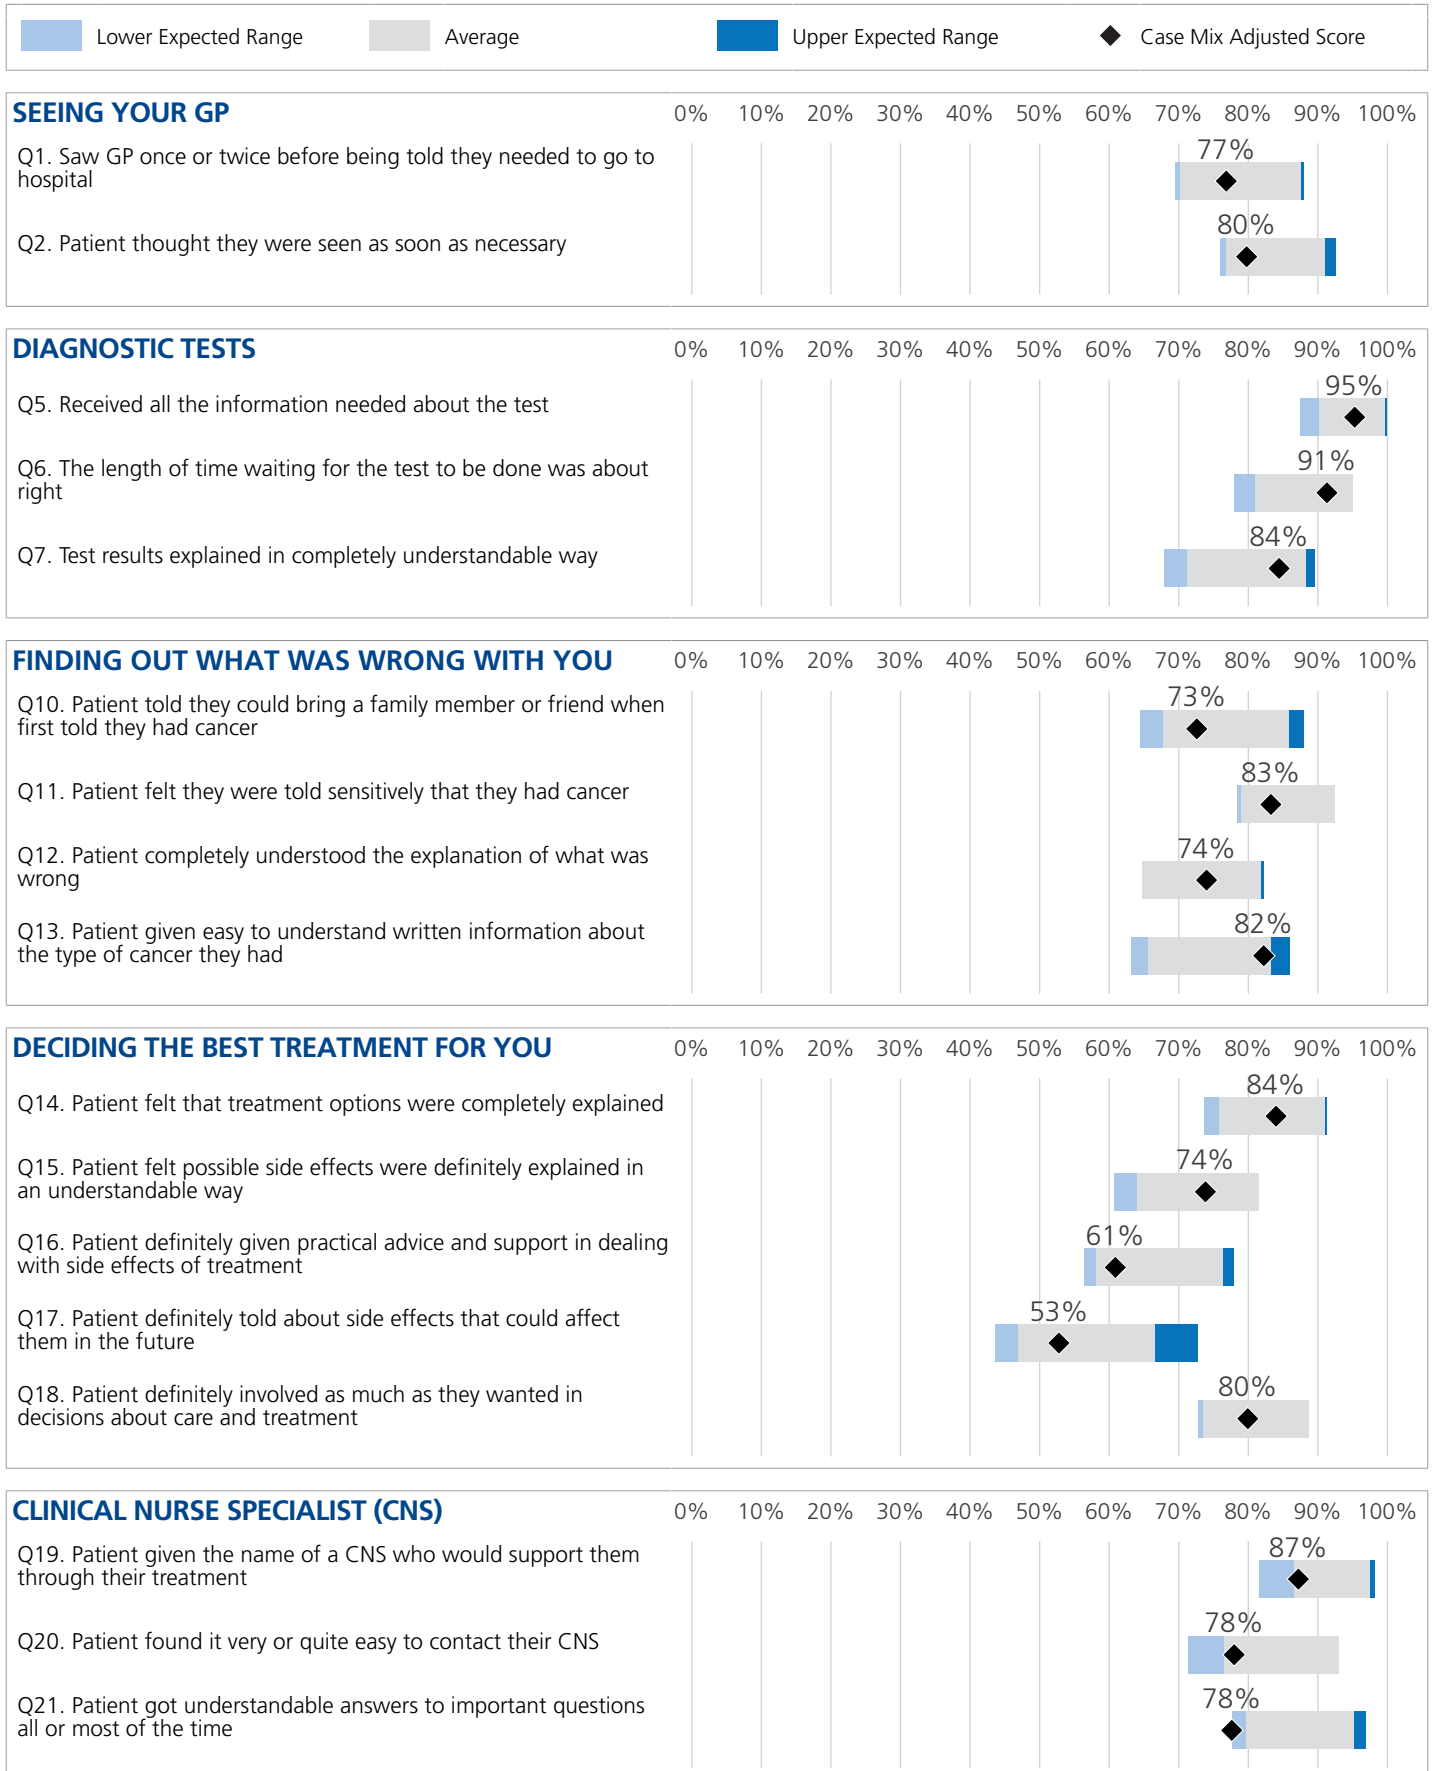 Lower Expected Range Average Upper Expected Range Case Mix Adjusted Score
SEEING YOUR GP 0% 10% 20% 30% 40% 50% 60% 70% 80% 90% 100%
Q1. Saw GP once or twice before being told they needed to go to
hospital
77%
Q2. Patient thought they were seen as soon as necessary
80%
DIAGNOSTIC TESTS 0% 10% 20% 30% 40% 50% 60% 70% 80% 90% 100%
Q5. Received all the information needed about the test
95%
Q6. The length of time waiting for the test to be done was about
right
91%
Q7. Test results explained in completely understandable way
84%
FINDING OUT WHAT WAS WRONG WITH YOU 0% 10% 20% 30% 40% 50% 60% 70% 80% 90% 100%
Q10. Patient told they could bring a family member or friend when
first told they had cancer
73%
Q11. Patient felt they were told sensitively that they had cancer
83%
Q12. Patient completely understood the explanation of what was
wrong
74%
Q13. Patient given easy to understand written information about
the type of cancer they had
82%
DECIDING THE BEST TREATMENT FOR YOU 0% 10% 20% 30% 40% 50% 60% 70% 80% 90% 100%
Q14. Patient felt that treatment options were completely explained
84%
Q15. Patient felt possible side effects were definitely explained in
an understandable way
74%
Q16. Patient definitely given practical advice and support in dealing
with side effects of treatment
61%
Q17. Patient definitely told about side effects that could affect
them in the future
53%
Q18. Patient definitely involved as much as they wanted in
decisions about care and treatment
80%
CLINICAL NURSE SPECIALIST (CNS) 0% 10% 20% 30% 40% 50% 60% 70% 80% 90% 100%
Q19. Patient given the name of a CNS who would support them
through their treatment
87%
Q20. Patient found it very or quite easy to contact their CNS
78%
Q21. Patient got understandable answers to important questions
all or most of the time
78%